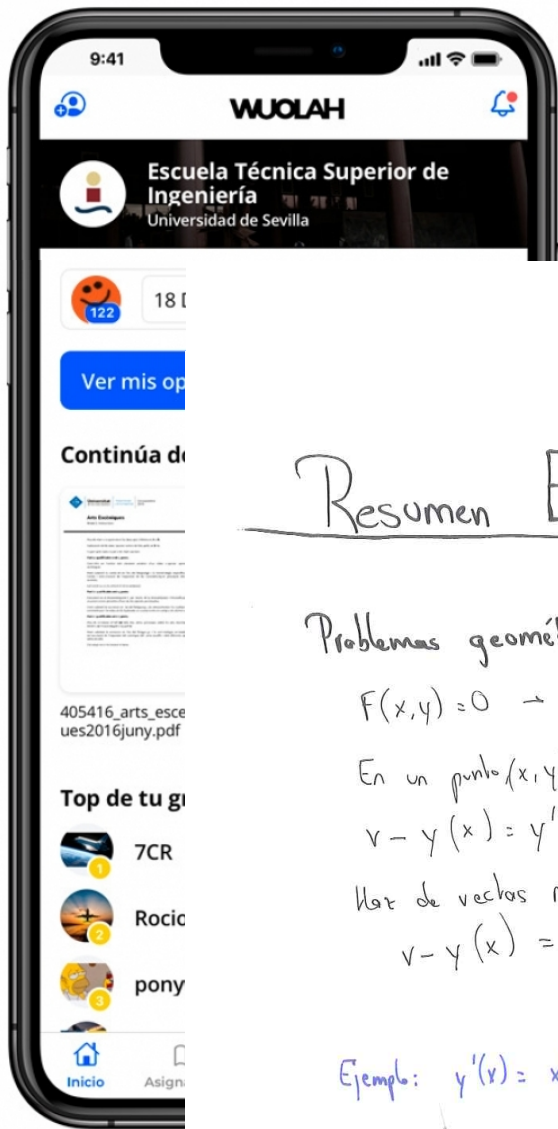 9:41
WUOLAH
Escuela Técnica Superior de
Ingeniería
Universidad de Sevilla
122
18 D
Ver mis op
Continúa de
405416_arts_esce
ues2016juny.pdf
Top de tu gr
1
7CR
2
Rocio
3
pony
Inicio
Asign
Resumen E
Problemas geomét
F(x,y) = 0 →
En un punto (x,y
v - y(x) = y'
Haz de rectas n
v - y(x) =
Ejemplo: y'(x) = x